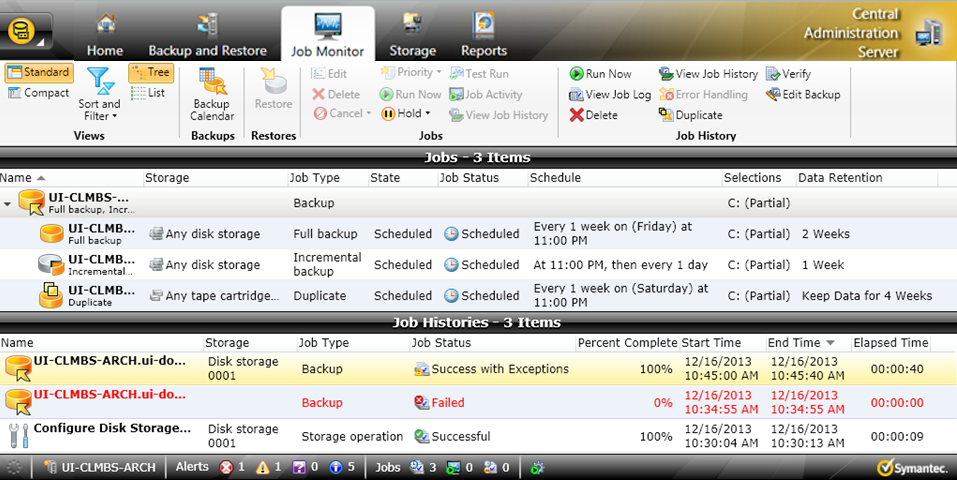 Central
Administration
Server
Home
Backup and Restore
Job Monitor
Storage
Reports
Standard
Compact
Sort and
Filter
Tree
List
Views
Backup
Calendar
Backups
Restore
Restores
Edit
Delete
Cancel
Priority
Run Now
Hold
Test Run
Job Activity
View Job History
Jobs
Run Now
View Job Log
Delete
View Job History
Error Handling
Duplicate
Verify
Edit Backup
Job History
Jobs - 3 Items
Name Storage Job Type State Job Status Schedule Selections Data Retention
UI-CLMBS-...
Full backup, Incr...
Backup C: (Partial)
UI-CLMB...
Full backup
Any disk storage Full backup Scheduled Scheduled
Every 1 week on (Friday) at
11:00 PM
C: (Partial) 2 Weeks
UI-CLMB...
Incremental...
Any disk storage
Incremental
backup
Scheduled Scheduled At 11:00 PM, then every 1 day C: (Partial) 1 Week
UI-CLMB...
Duplicate
Any tape cartridge... Duplicate Scheduled Scheduled
Every 1 week on (Saturday) at
11:00 PM
C: (Partial) Keep Data for 4 Weeks
Job Histories - 3 Items
Name Storage Job Type Job Status Percent Complete Start Time End Time Elapsed Time
UI-CLMBS-ARCH.ui-do...
Disk storage
0001
Backup Success with Exceptions 100%
12/16/2013
10:45:00 AM
12/16/2013
10:45:40 AM
00:00:40
UI-CLMBS-ARCH.ui-do...
Backup Failed 0%
12/16/2013
10:34:55 AM
12/16/2013
10:34:55 AM
00:00:00
Configure Disk Storage...
Disk storage
0001
Storage operation Successful 100%
12/16/2013
10:30:04 AM
12/16/2013
10:30:13 AM
00:00:09
UI-CLMBS-ARCH Alerts 1 1 0 5 Jobs 3 0 0 Symantec.